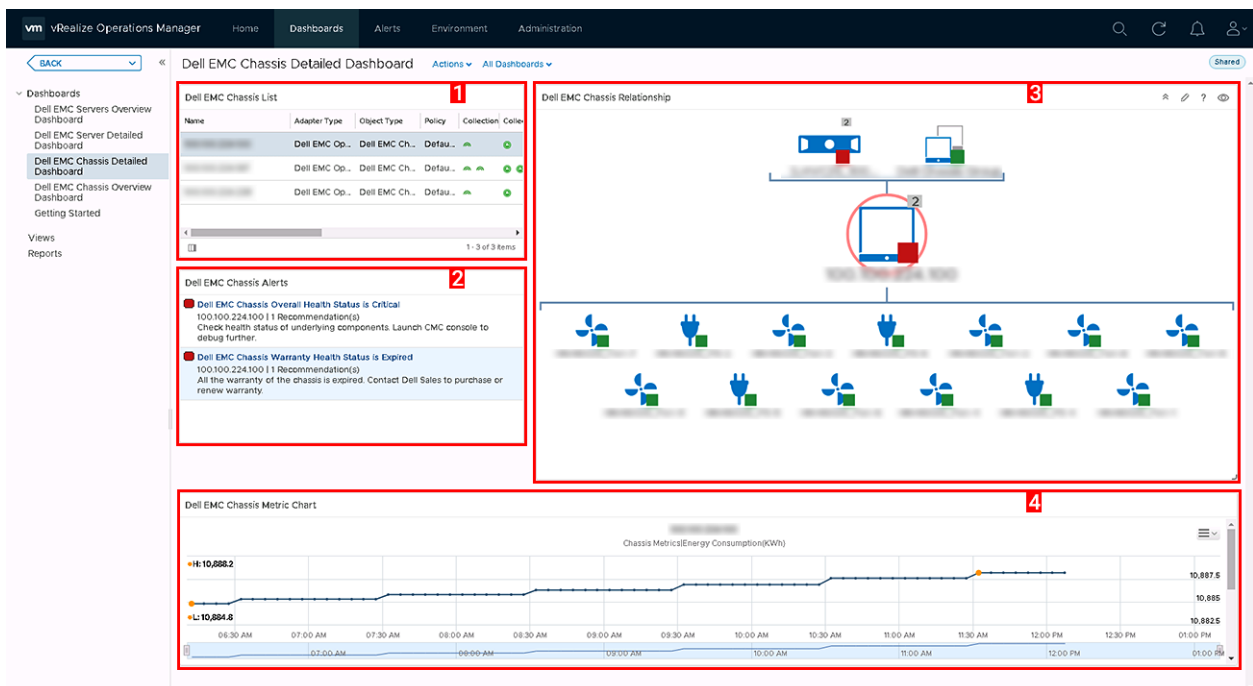 vm vRealize Operations Manager Home Dashboards Alerts Environment Administration
BACK
Dell EMC Chassis Detailed Dashboard Actions All Dashboards Shared
Dashboards
Dell EMC Servers Overview
Dashboard
Dell EMC Server Detailed
Dashboard
Dell EMC Chassis Detailed
Dashboard
Dell EMC Chassis Overview
Dashboard
Getting Started
Views
Reports
Dell EMC Chassis List 1
Name Adapter Type Object Type Policy Collection Colle
Dell EMC Op... Dell EMC Ch... Defau...
Dell EMC Op... Dell EMC Ch... Defau...
Dell EMC Op... Dell EMC Ch... Defau...
1 - 3 of 3 items
Dell EMC Chassis Alerts 2
Dell EMC Chassis Overall Health Status is Critical
100.100.224.100 | 1 Recommendation(s)
Check health status of underlying components. Launch CMC console to
debug further.
Dell EMC Chassis Warranty Health Status is Expired
100.100.224.100 | 1 Recommendation(s)
All the warranty of the chassis is expired. Contact Dell Sales to purchase or
renew warranty.
Dell EMC Chassis Relationship 3
2
2
Dell EMC Chassis Metric Chart 4
Chassis Metrics|Energy Consumption(KWh)
H: 10,888.2
10,887.5
10,885
L: 10,884.8
10,882.5
06:30 AM 07:00 AM 07:30 AM 08:00 AM 08:30 AM 09:00 AM 09:30 AM 10:00 AM 10:30 AM 11:00 AM 11:30 AM 12:00 PM 12:30 PM 01:00 PM
07:00 AM 08:00 AM 09:00 AM 10:00 AM 11:00 AM 12:00 PM 01:00 PM